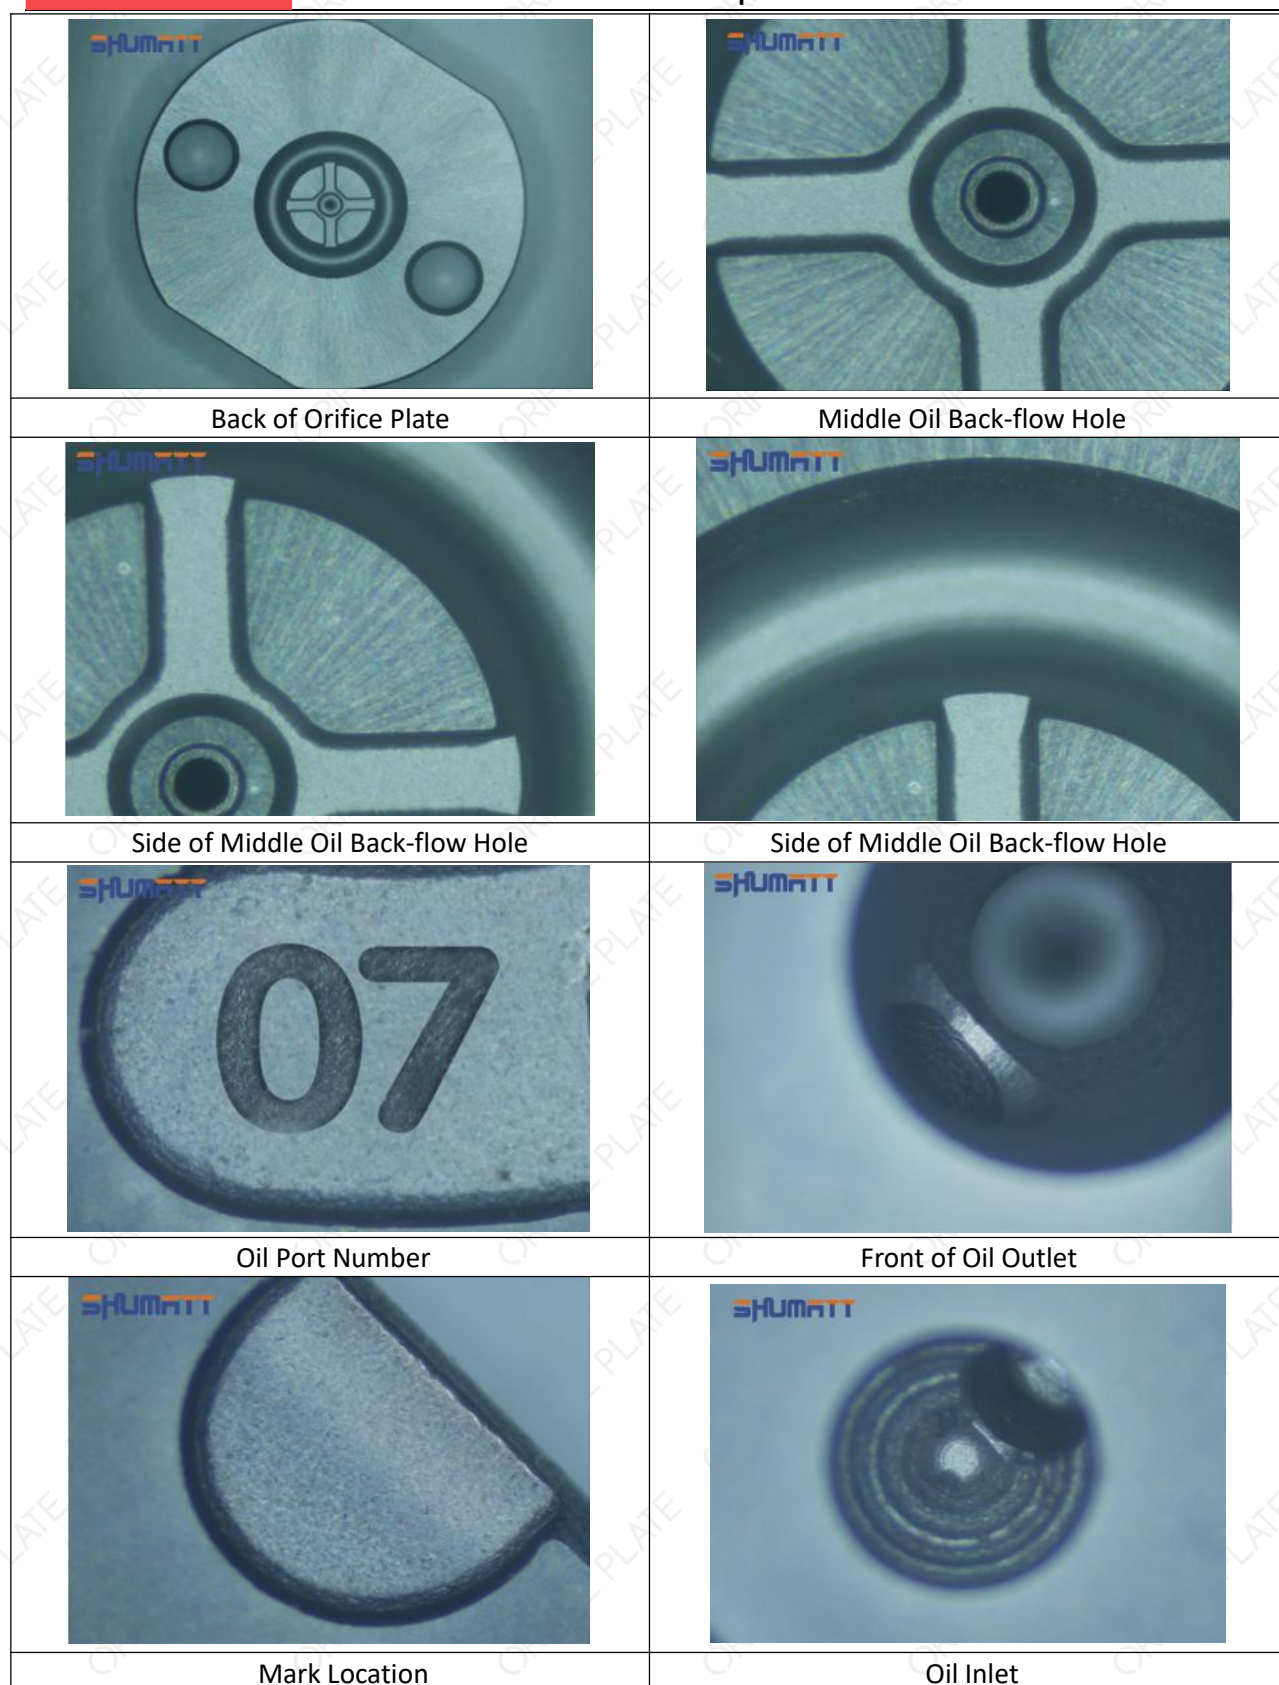 SHUMATT
SHUMATT
Back of Orifice Plate
Middle Oil Back-flow Hole
SHUMATT
SHUMATT
Side of Middle Oil Back-flow Hole
Side of Middle Oil Back-flow Hole
SHUMATT
SHUMATT
07
Oil Port Number
Front of Oil Outlet
SHUMATT
SHUMATT
Mark Location
Oil Inlet